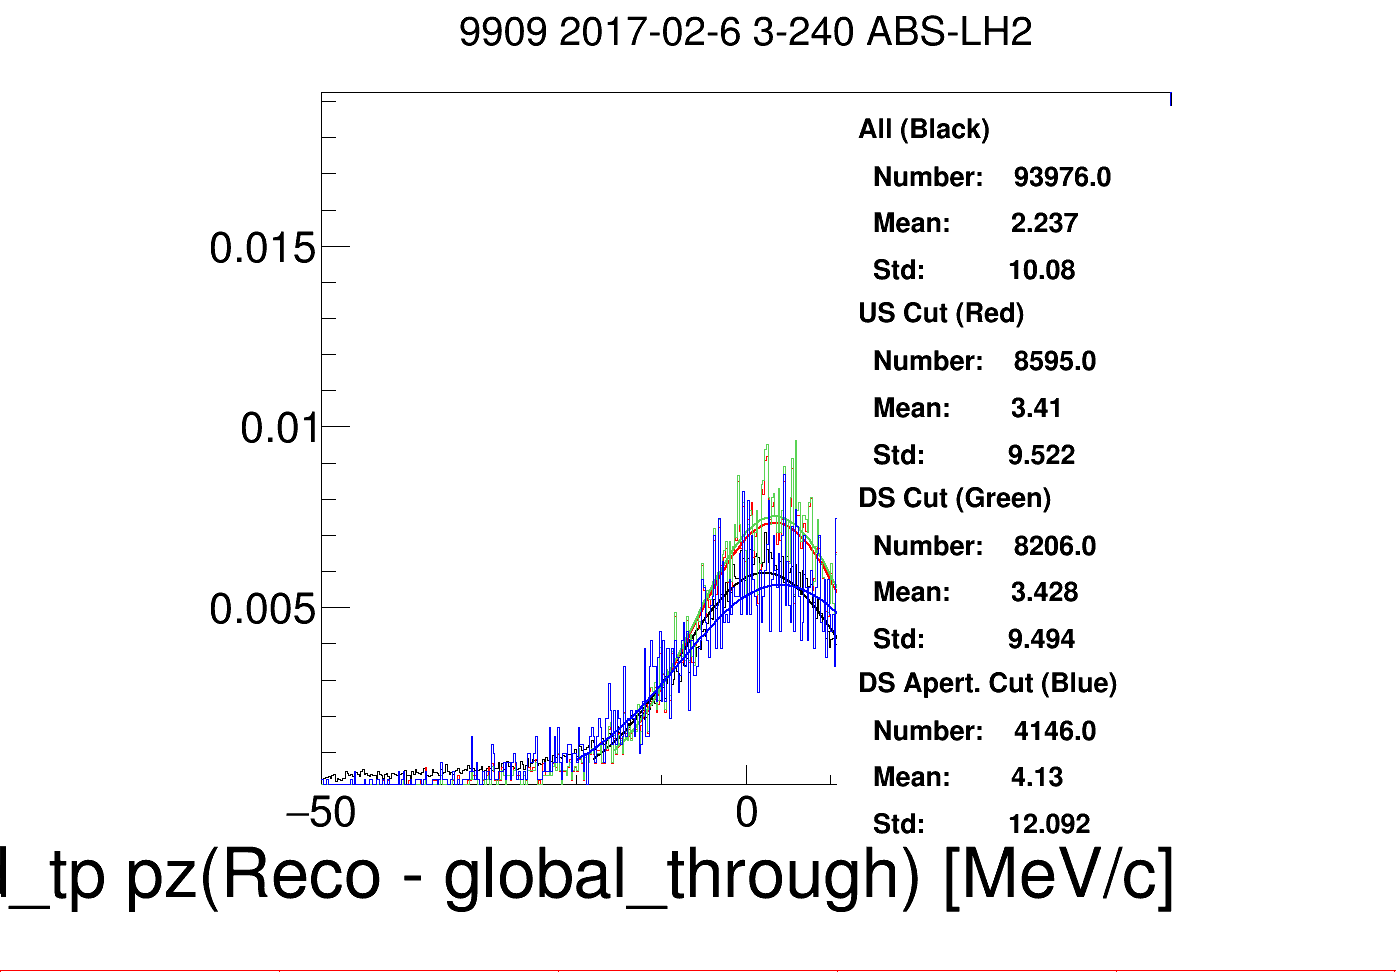 9909 2017-02-6 3-240 ABS-LH2
All (Black)
Number: 93976.0
Mean: 2.237
Std: 10.08
US Cut (Red)
Number: 8595.0
Mean: 3.41
Std: 9.522
DS Cut (Green)
Number: 8206.0
Mean: 3.428
Std: 9.494
DS Apert. Cut (Blue)
Number: 4146.0
Mean: 4.13
Std: 12.092
0.015
0.01
0.005
−50 0
_tp pz(Reco - global_through) [MeV/c]